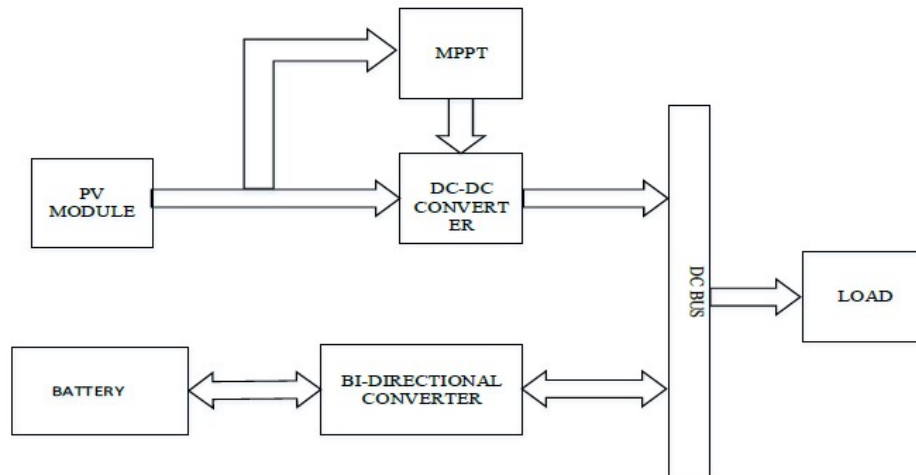 MPPT
PV
MODULE
DC-DC
CONVERT
ER
DC BUS
LOAD
BATTERY
BI-DIRECTIONAL
CONVERTER